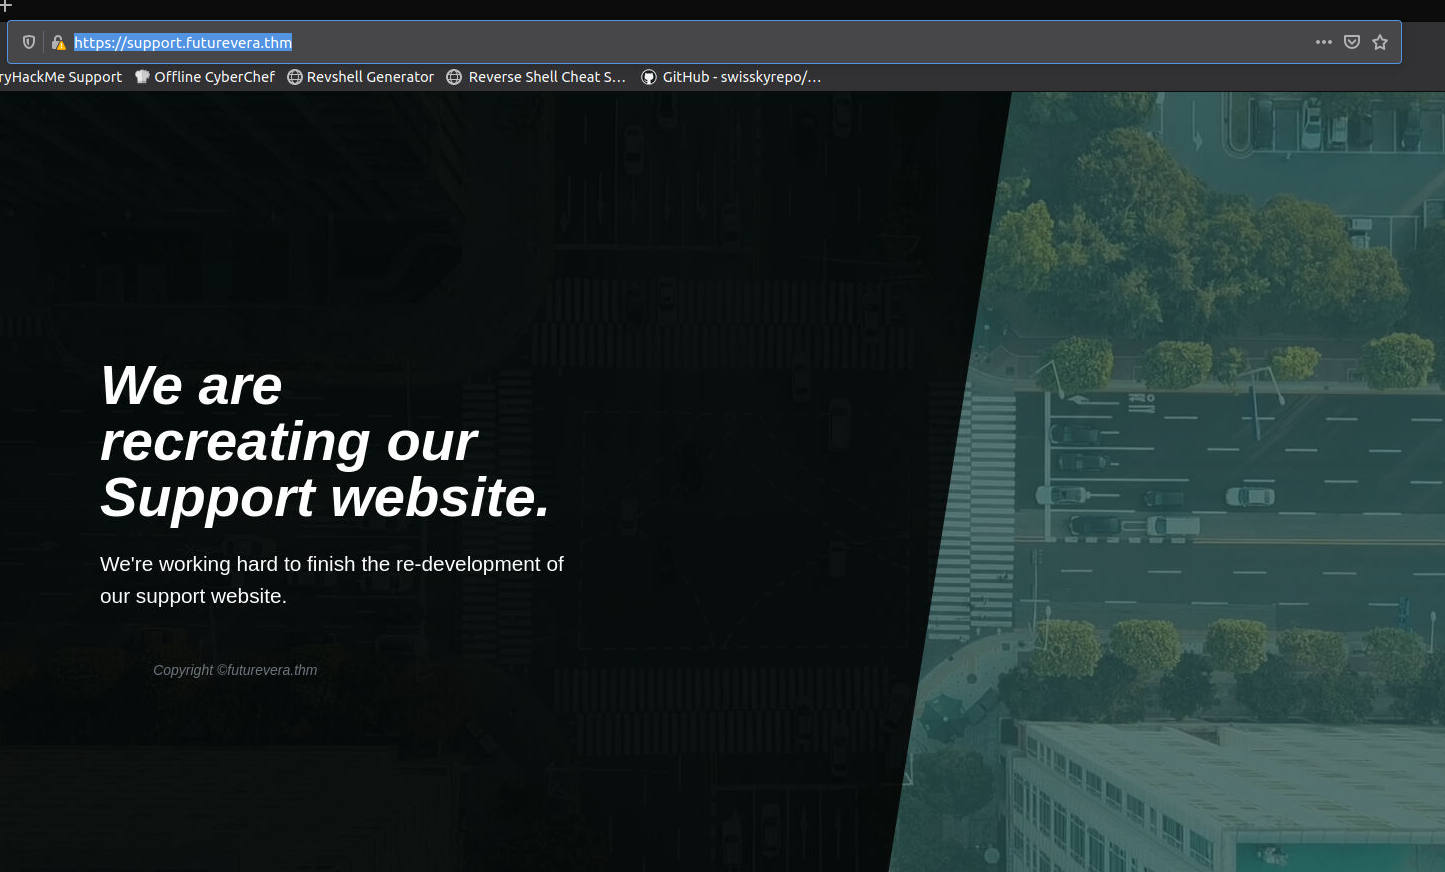 https://support.futurevera.thm
ryHackMe Support Offline CyberChef Revshell Generator Reverse Shell Cheat S… GitHub - swisskyrepo/…
We are
recreating our
Support website.
We're working hard to finish the re-development of
our support website.
Copyright ©futurevera.thm